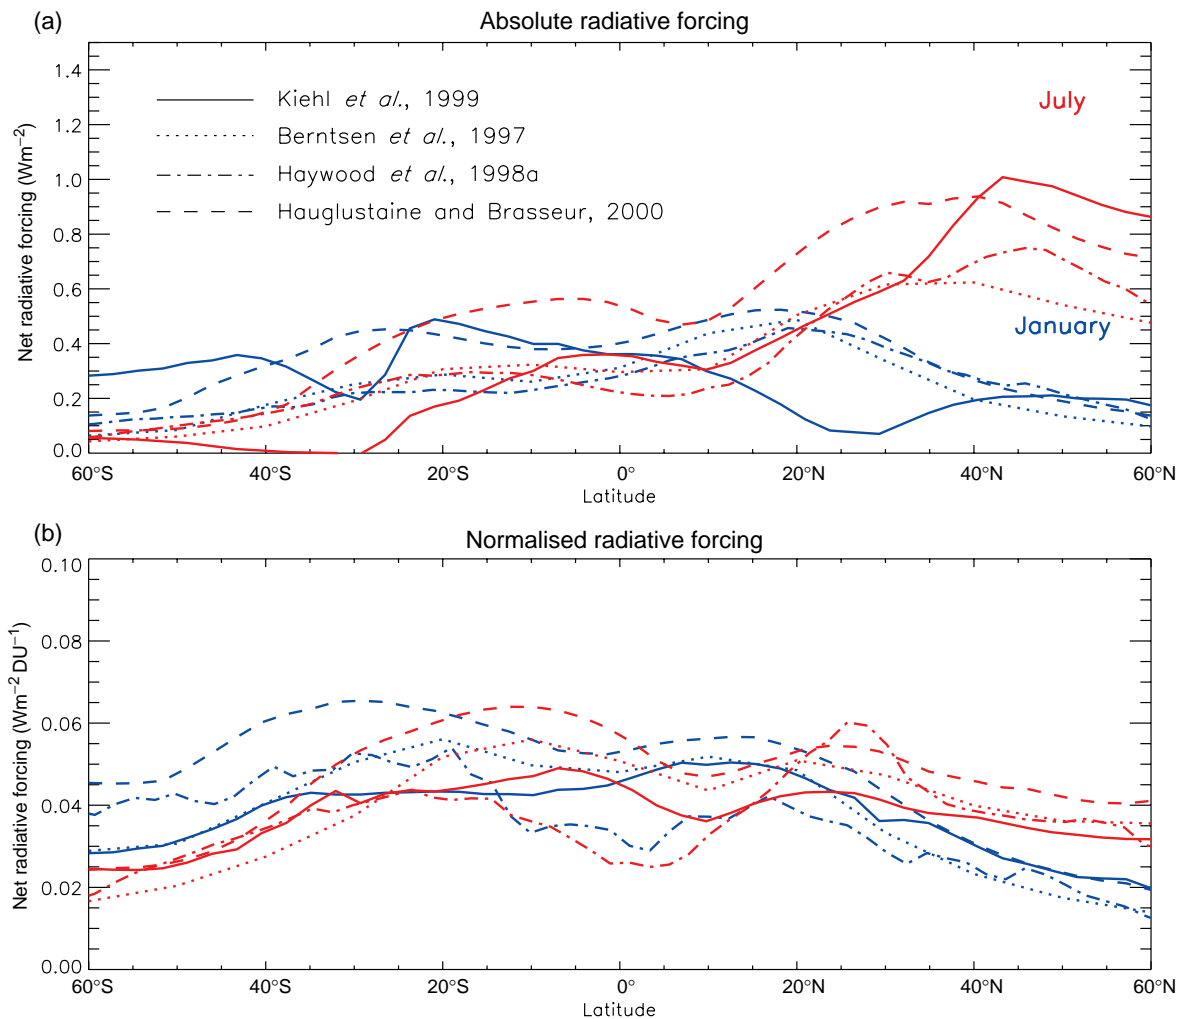 (a)
Absolute radiative forcing
Net radiative forcing (Wm−2)
1.4
1.2
1.0
0.8
0.6
0.4
0.2
0.0
Kiehl et al., 1999
Berntsen et al., 1997
Haywood et al., 1998a
Hauglustaine and Brasseur, 2000
July
January
60°S 40°S 20°S 0° 20°N 40°N 60°N
Latitude
(b)
Normalised radiative forcing
Net radiative forcing (Wm−2 DU−1)
0.10
0.08
0.06
0.04
0.02
0.00
60°S 40°S 20°S 0° 20°N 40°N 60°N
Latitude